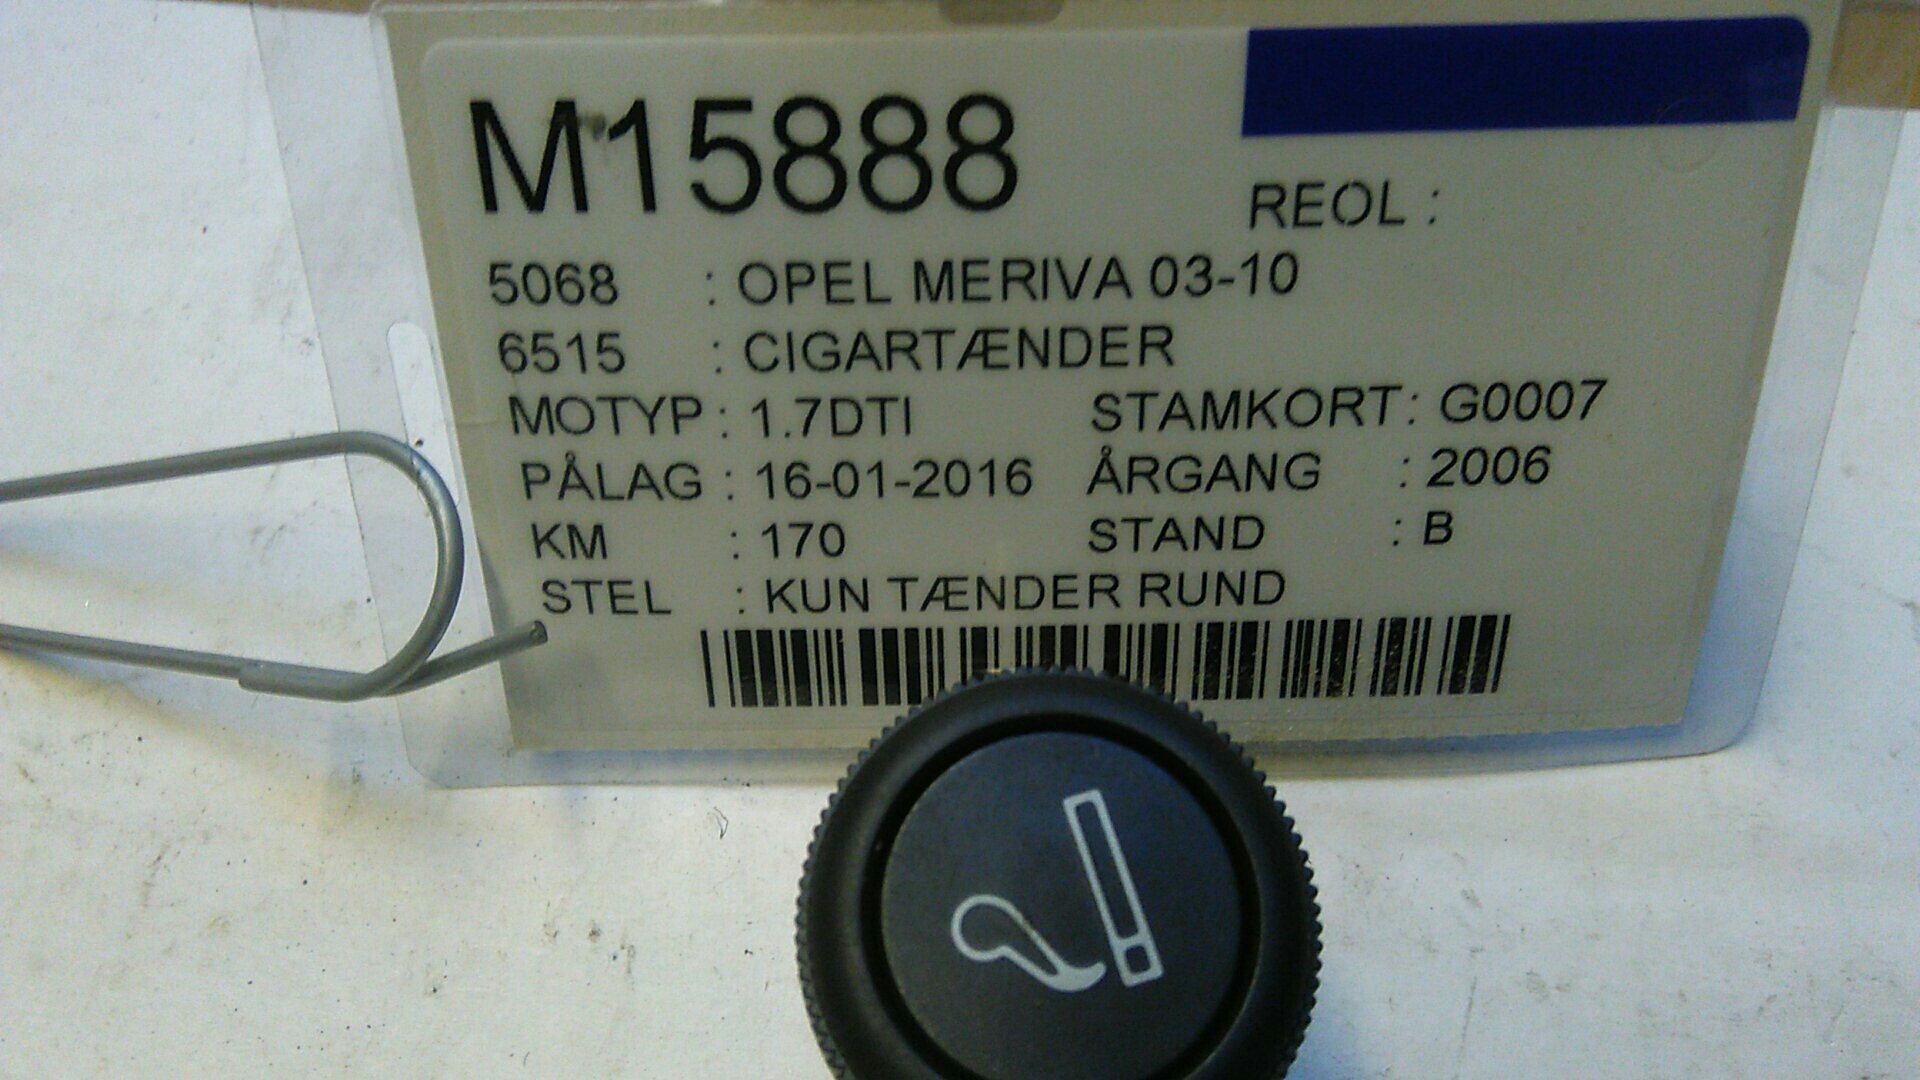 M15888
REOL :
5068 : OPEL MERIVA 03-10
6515 : CIGARTÆNDER
MOTYP : 1.7DTI STAMKORT : G0007
PÅLAG : 16-01-2016 ÅRGANG : 2006
KM : 170 STAND : B
STEL : KUN TÆNDER RUND